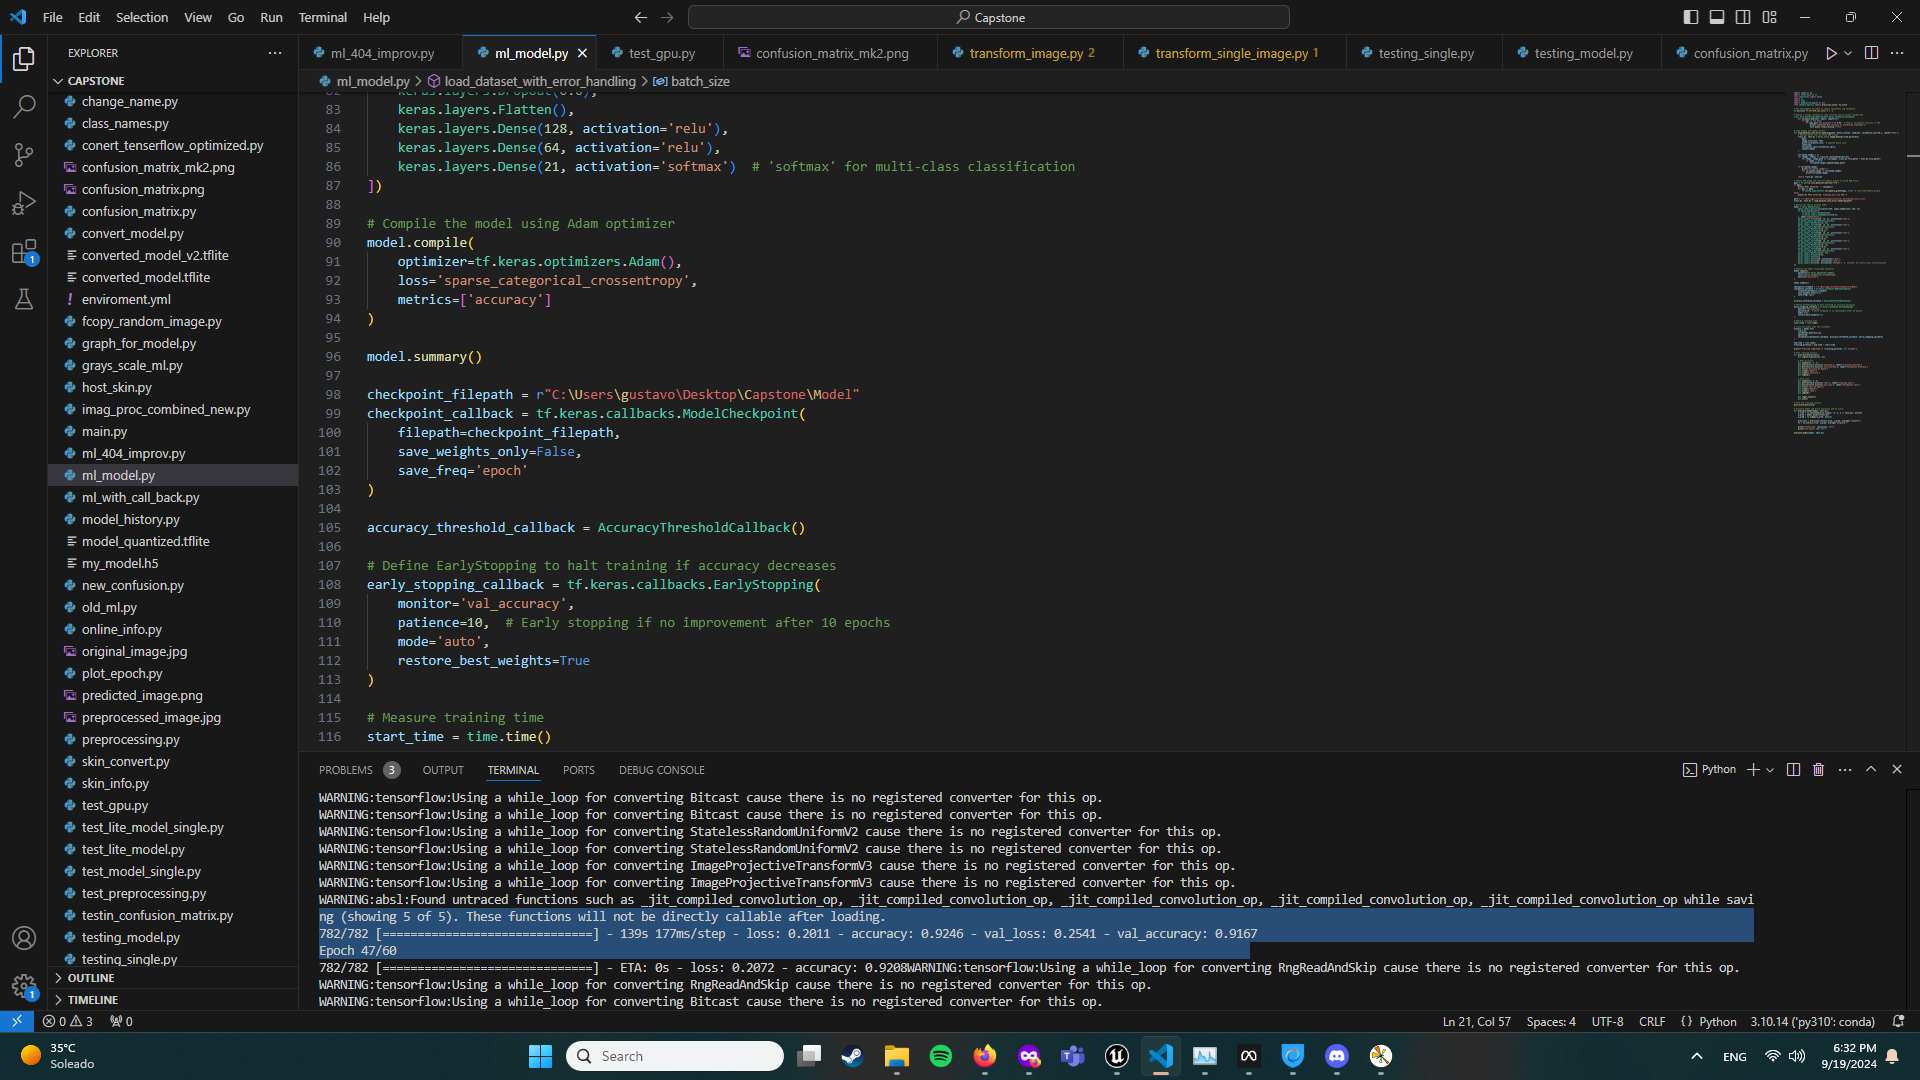 File Edit Selection View Go Run Terminal Help
Capstone
EXPLORER
CAPSTONE
change_name.py
class_names.py
conert_tenserflow_optimized.py
confusion_matrix_mk2.png
confusion_matrix.png
confusion_matrix.py
convert_model.py
converted_model_v2.tflite
converted_model.tflite
! enviroment.yml
fcopy_random_image.py
graph_for_model.py
grays_scale_ml.py
host_skin.py
imag_proc_combined_new.py
main.py
ml_404_improv.py
ml_model.py
ml_with_call_back.py
model_history.py
model_quantized.tflite
my_model.h5
new_confusion.py
old_ml.py
online_info.py
original_image.jpg
plot_epoch.py
predicted_image.png
preprocessed_image.jpg
preprocessing.py
skin_convert.py
skin_info.py
test_gpu.py
test_lite_model_single.py
test_lite_model.py
test_model_single.py
test_preprocessing.py
testin_confusion_matrix.py
testing_model.py
testing_single.py
OUTLINE
TIMELINE
1
1
ml_404_improv.py ml_model.py test_gpu.py confusion_matrix_mk2.png transform_image.py 2 transform_single_image.py 1 testing_single.py testing_model.py confusion_matrix.py
ml_model.py > load_dataset_with_error_handling > batch_size
83 keras.layers.Flatten(),
84 keras.layers.Dense(128, activation='relu'),
85 keras.layers.Dense(64, activation='relu'),
86 keras.layers.Dense(21, activation='softmax') # 'softmax' for multi-class classification
87 ])
88
89 # Compile the model using Adam optimizer
90 model.compile(
91 optimizer=tf.keras.optimizers.Adam(),
92 loss='sparse_categorical_crossentropy',
93 metrics=['accuracy']
94 )
95
96 model.summary()
97
98 checkpoint_filepath = r"C:\Users\gustavo\Desktop\Capstone\Model"
99 checkpoint_callback = tf.keras.callbacks.ModelCheckpoint(
100 filepath=checkpoint_filepath,
101 save_weights_only=False,
102 save_freq='epoch'
103 )
104
105 accuracy_threshold_callback = AccuracyThresholdCallback()
106
107 # Define EarlyStopping to halt training if accuracy decreases
108 early_stopping_callback = tf.keras.callbacks.EarlyStopping(
109 monitor='val_accuracy',
110 patience=10, # Early stopping if no improvement after 10 epochs
111 mode='auto',
112 restore_best_weights=True
113 )
114
115 # Measure training time
116 start_time = time.time()
PROBLEMS 3 OUTPUT TERMINAL PORTS DEBUG CONSOLE
Python
WARNING:tensorflow:Using a while_loop for converting Bitcast cause there is no registered converter for this op.
WARNING:tensorflow:Using a while_loop for converting Bitcast cause there is no registered converter for this op.
WARNING:tensorflow:Using a while_loop for converting StatelessRandomUniformV2 cause there is no registered converter for this op.
WARNING:tensorflow:Using a while_loop for converting StatelessRandomUniformV2 cause there is no registered converter for this op.
WARNING:tensorflow:Using a while_loop for converting ImageProjectiveTransformV3 cause there is no registered converter for this op.
WARNING:tensorflow:Using a while_loop for converting ImageProjectiveTransformV3 cause there is no registered converter for this op.
WARNING:absl:Found untraced functions such as _jit_compiled_convolution_op, _jit_compiled_convolution_op, _jit_compiled_convolution_op, _jit_compiled_convolution_op, _jit_compiled_convolution_op while savi
ng (showing 5 of 5). These functions will not be directly callable after loading.
782/782 [==============================] - 139s 177ms/step - loss: 0.2011 - accuracy: 0.9246 - val_loss: 0.2541 - val_accuracy: 0.9167
Epoch 47/60
782/782 [==============================] - ETA: 0s - loss: 0.2072 - accuracy: 0.9208WARNING:tensorflow:Using a while_loop for converting RngReadAndSkip cause there is no registered converter for this op.
WARNING:tensorflow:Using a while_loop for converting RngReadAndSkip cause there is no registered converter for this op.
WARNING:tensorflow:Using a while_loop for converting Bitcast cause there is no registered converter for this op.
0 3 0
Ln 21, Col 57 Spaces: 4 UTF-8 CRLF {} Python 3.10.14 ('py310': conda)
35°C
Soleado
Search
ENG
6:32 PM
9/19/2024